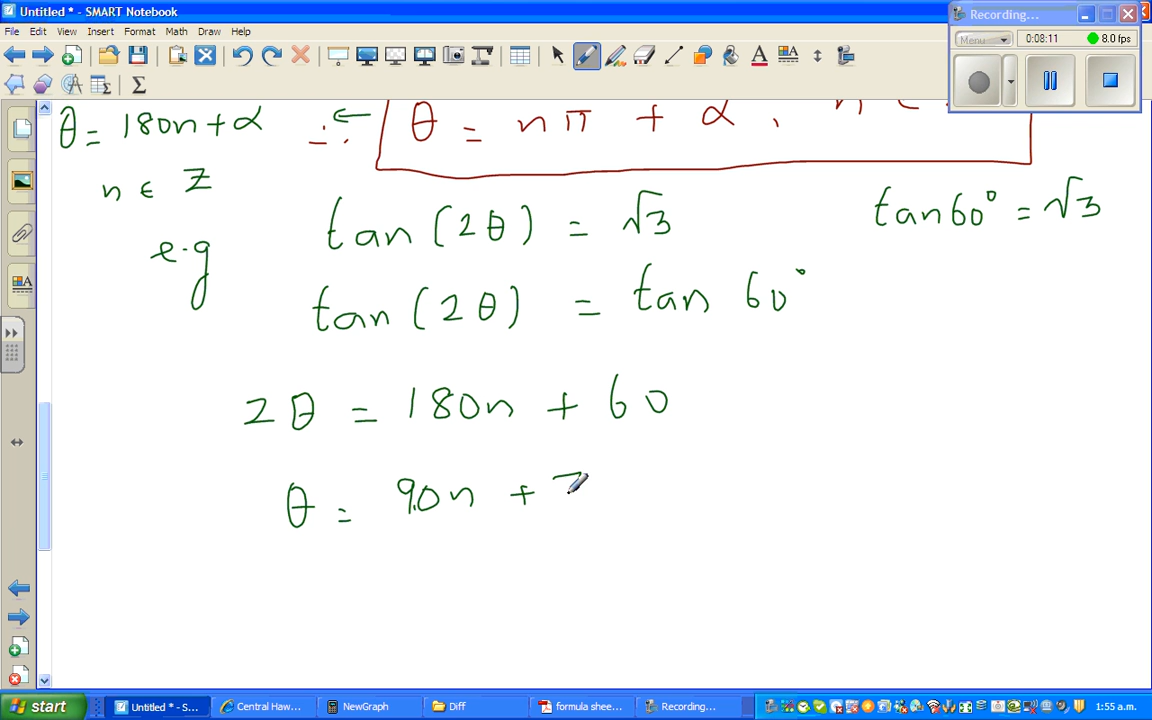 Untitled * - SMART Notebook
Recording...
File Edit View Insert Format Math Draw Help
Menu 0:08:11 8.0 fps
θ = 180n + α ∴ ← θ = nπ + α ,
n ∈ Z
tan (2θ) = √3 tan60° = √3
e.g
tan (2θ) = tan 60°
2θ = 180n + 60
θ = 90n +
start Untitled * - S... Central Haw... NewGraph Diff formula shee... Recording... 1:55 a.m.